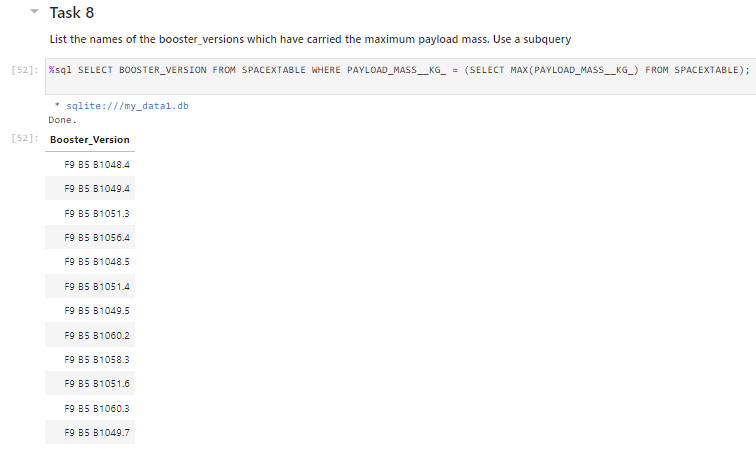 Task 8
List the names of the booster_versions which have carried the maximum payload mass. Use a subquery
[52]: %sql SELECT BOOSTER_VERSION FROM SPACEXTABLE WHERE PAYLOAD_MASS__KG_ = (SELECT MAX(PAYLOAD_MASS__KG_) FROM SPACEXTABLE);
* sqlite:///my_data1.db
Done.
[52]: Booster_Version
F9 B5 B1048.4
F9 B5 B1049.4
F9 B5 B1051.3
F9 B5 B1056.4
F9 B5 B1048.5
F9 B5 B1051.4
F9 B5 B1049.5
F9 B5 B1060.2
F9 B5 B1058.3
F9 B5 B1051.6
F9 B5 B1060.3
F9 B5 B1049.7